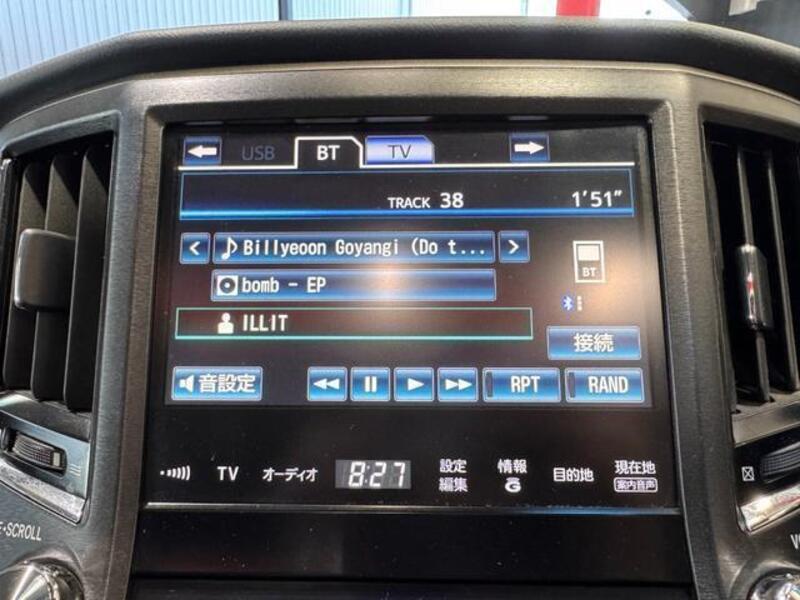 USB BT TV
TRACK 38 1'51"
< Billyeoon Goyangi (Do t... >
BT
bomb - EP
ILLIT
接続
音設定 RPT RAND
TV オーディオ 8:27 設定
編集 情報
G 目的地 現在地
案内音声
SCROLL